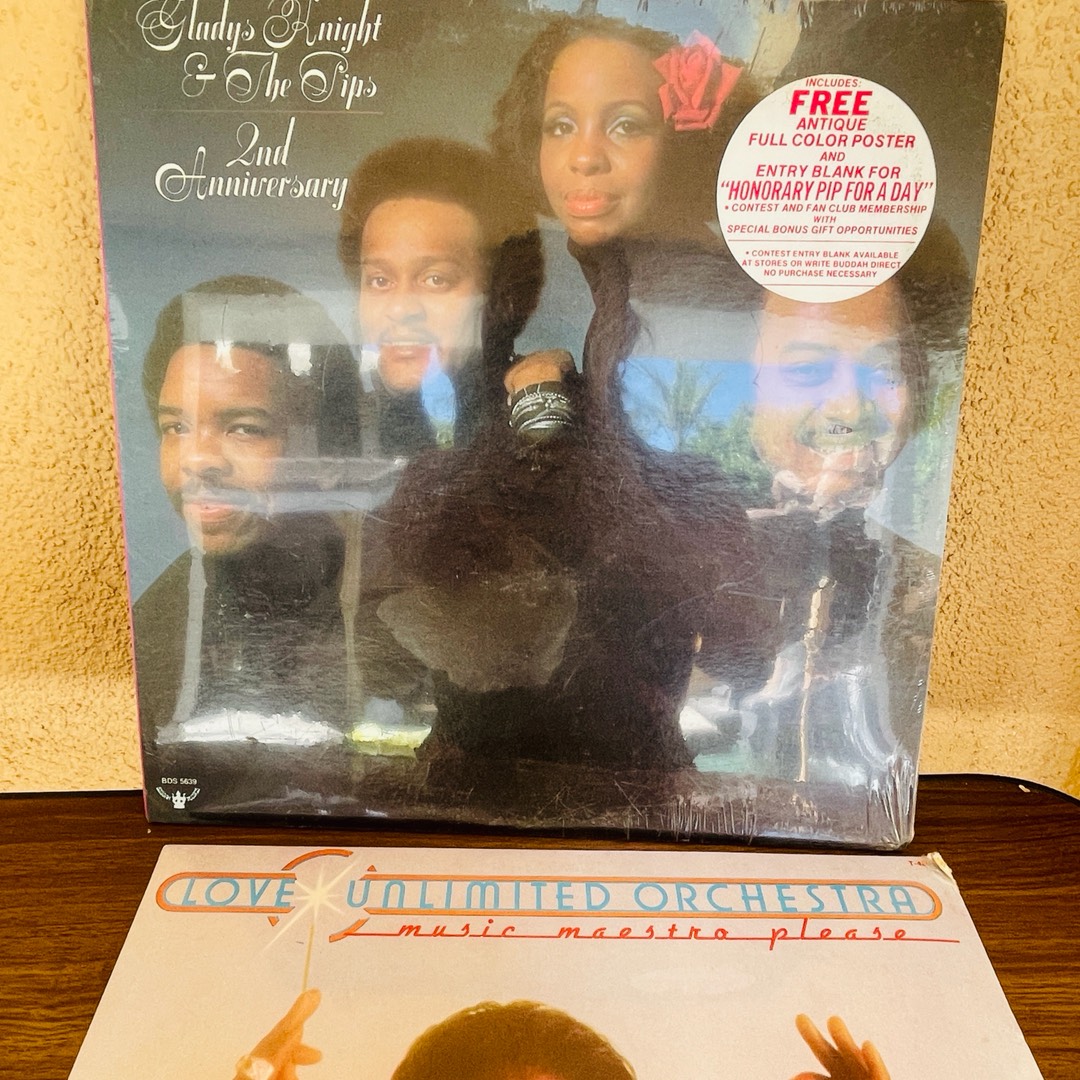 Gladys Knight
& The Pips
2nd
Anniversary
INCLUDES:
FREE
ANTIQUE
FULL COLOR POSTER
AND
ENTRY BLANK FOR
"HONORARY PIP FOR A DAY"
• CONTEST AND FAN CLUB MEMBERSHIP
WITH
SPECIAL BONUS GIFT OPPORTUNITIES
• CONTEST ENTRY BLANK AVAILABLE
AT STORES OR WRITE BUDDAH DIRECT
NO PURCHASE NECESSARY
BDS 5639
LOVE UNLIMITED ORCHESTRA
music maestro please